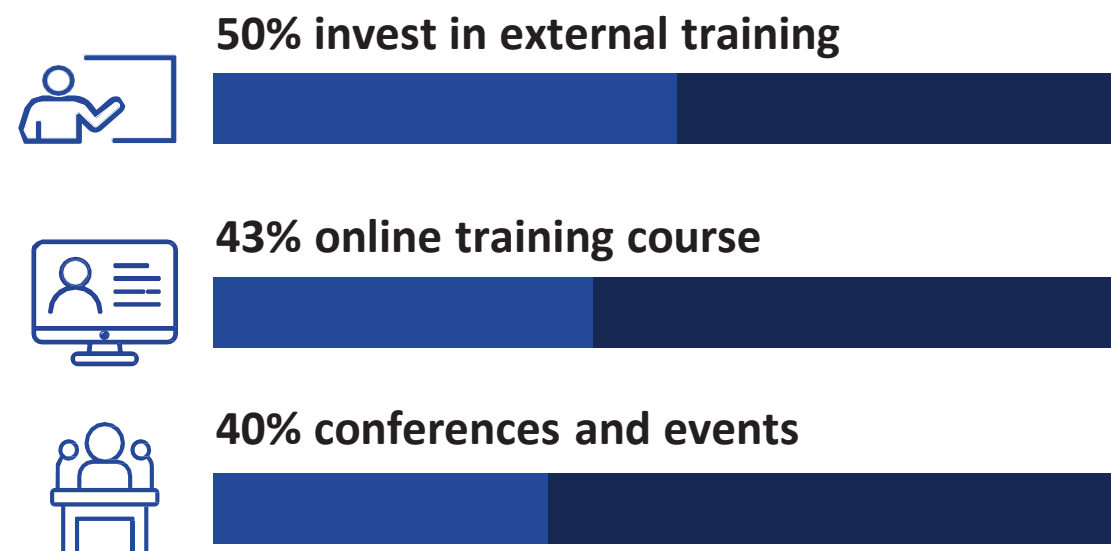 50% invest in external training
43% online training course
40% conferences and events